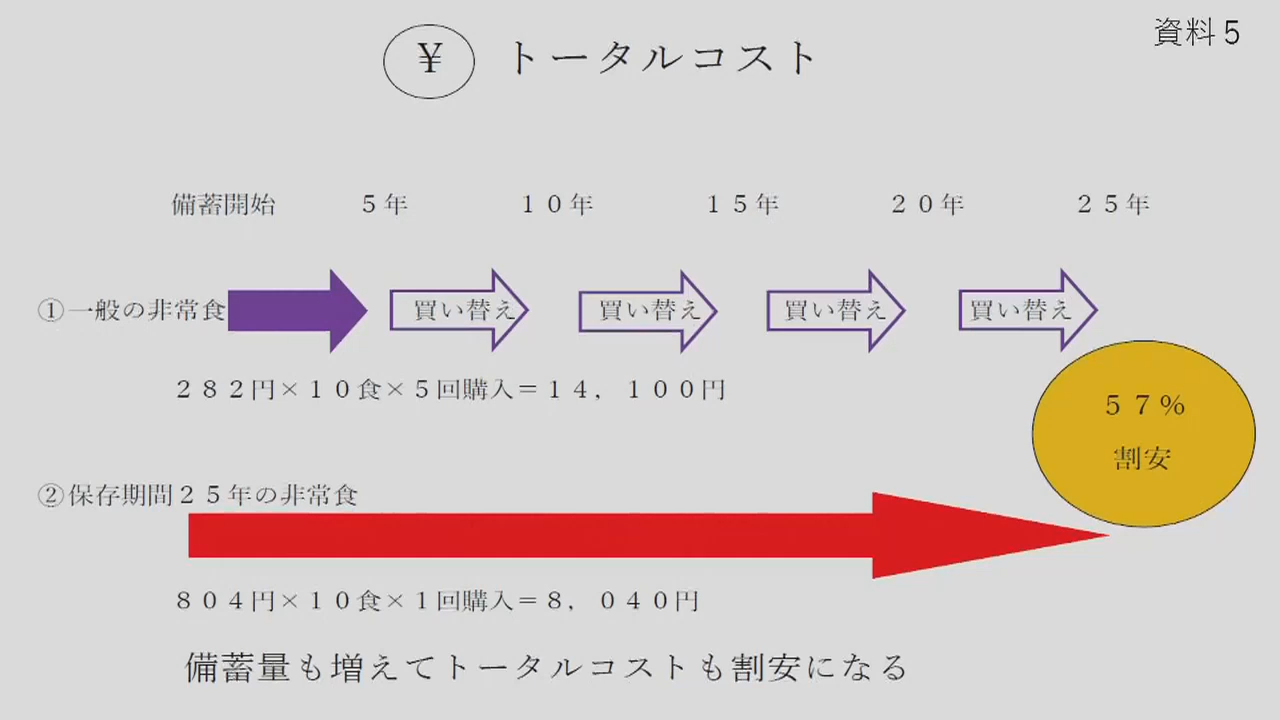 資料５
¥ トータルコスト
備蓄開始 ５年 １０年 １５年 ２０年 ２５年
①一般の非常食 買い替え 買い替え 買い替え 買い替え
２８２円×１０食×５回購入＝１４，１００円
５７％
割安
②保存期間２５年の非常食
８０４円×１０食×１回購入＝８，０４０円
備蓄量も増えてトータルコストも割安になる